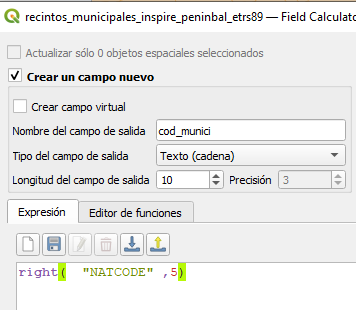 recintos_municipales_inspire_peninbal_etrs89 — Field Calculato
Actualizar sólo 0 objetos espaciales seleccionados
Crear un campo nuevo
Crear campo virtual
Nombre del campo de salida cod_munici
Tipo del campo de salida Texto (cadena)
Longitud del campo de salida 10 Precisión 3
Expresión Editor de funciones
right( "NATCODE" ,5)